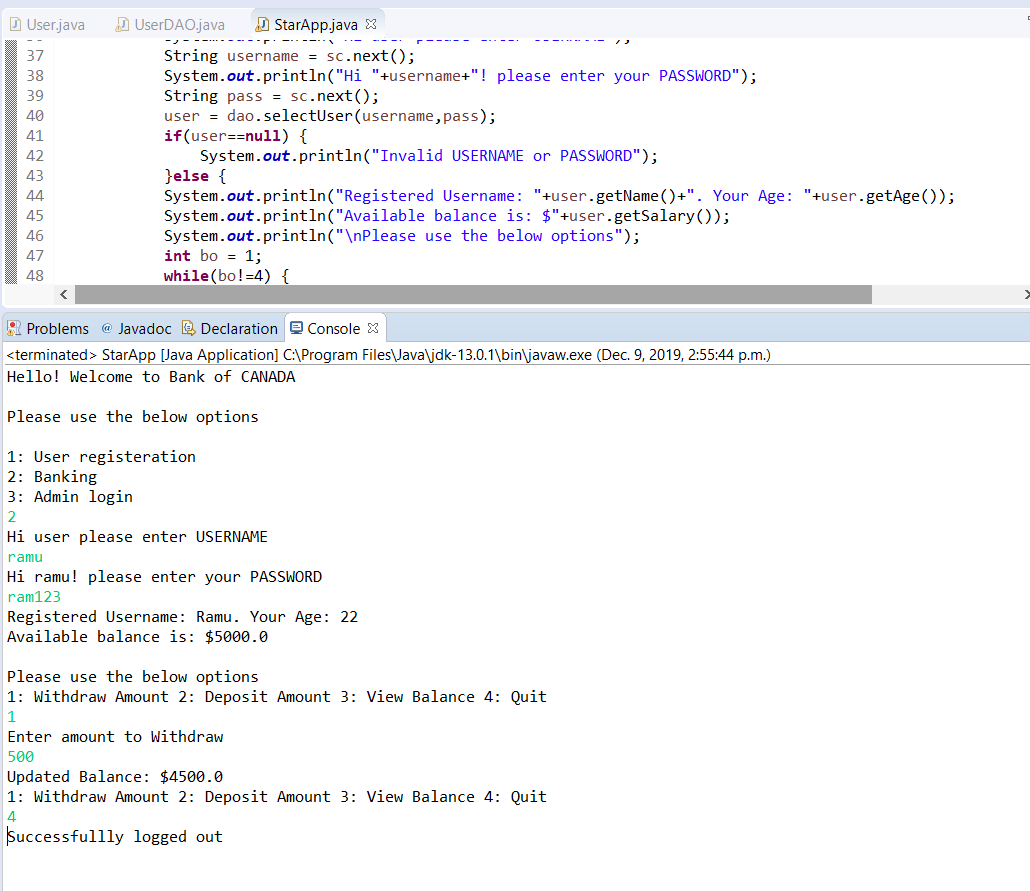 User.java UserDAO.java StarApp.java
37 String username = sc.next();
38 System.out.println("Hi "+username+"! please enter your PASSWORD");
39 String pass = sc.next();
40 user = dao.selectUser(username,pass);
41 if(user==null) {
42 System.out.println("Invalid USERNAME or PASSWORD");
43 }else {
44 System.out.println("Registered Username: "+user.getName()+". Your Age: "+user.getAge());
45 System.out.println("Available balance is: $"+user.getSalary());
46 System.out.println("\nPlease use the below options");
47 int bo = 1;
48 while(bo!=4) {
Problems @ Javadoc Declaration Console
<terminated> StarApp [Java Application] C:\Program Files\Java\jdk-13.0.1\bin\javaw.exe (Dec. 9, 2019, 2:55:44 p.m.)
Hello! Welcome to Bank of CANADA
Please use the below options
1: User registeration
2: Banking
3: Admin login
2
Hi user please enter USERNAME
ramu
Hi ramu! please enter your PASSWORD
ram123
Registered Username: Ramu. Your Age: 22
Available balance is: $5000.0
Please use the below options
1: Withdraw Amount 2: Deposit Amount 3: View Balance 4: Quit
1
Enter amount to Withdraw
500
Updated Balance: $4500.0
1: Withdraw Amount 2: Deposit Amount 3: View Balance 4: Quit
4
Successfullly logged out